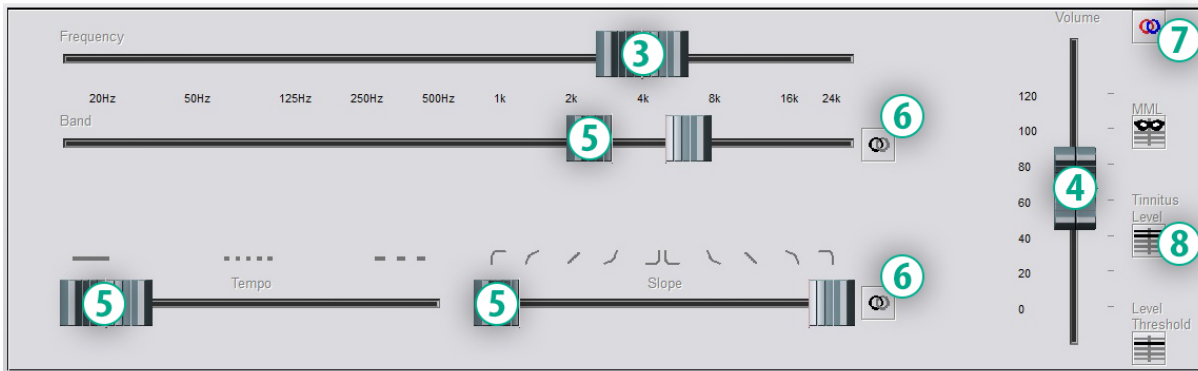 Volume
7
Frequency
3
20Hz 50Hz 125Hz 250Hz 500Hz 1k 2k 4k 8k 16k 24k
120
MML
Band
5
6
100
80
4
60
Tinnitus
Level
8
40
Tempo
Slope
5
5
6
20
0
Level
Threshold